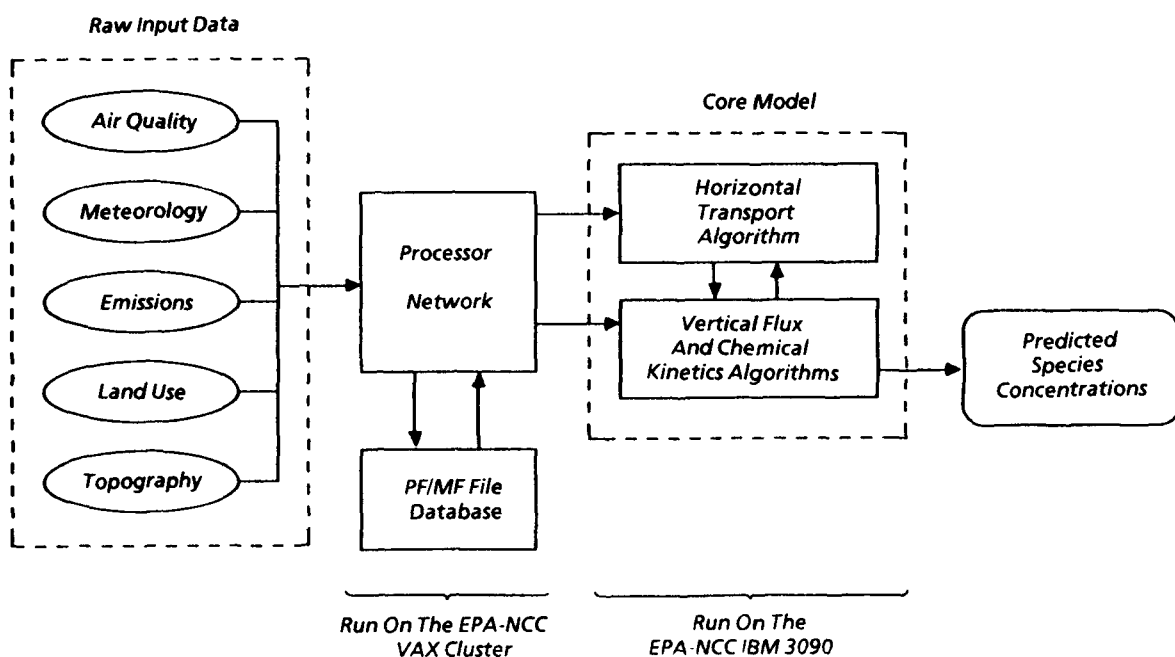 Raw Input Data
Air Quality
Meteorology
Emissions
Land Use
Topography
Processor
Network
PF/MF File
Database
Core Model
Horizontal
Transport
Algorithm
Vertical Flux
And Chemical
Kinetics Algorithms
Predicted
Species
Concentrations
Run On The EPA-NCC
VAX Cluster
Run On The
EPA-NCC IBM 3090